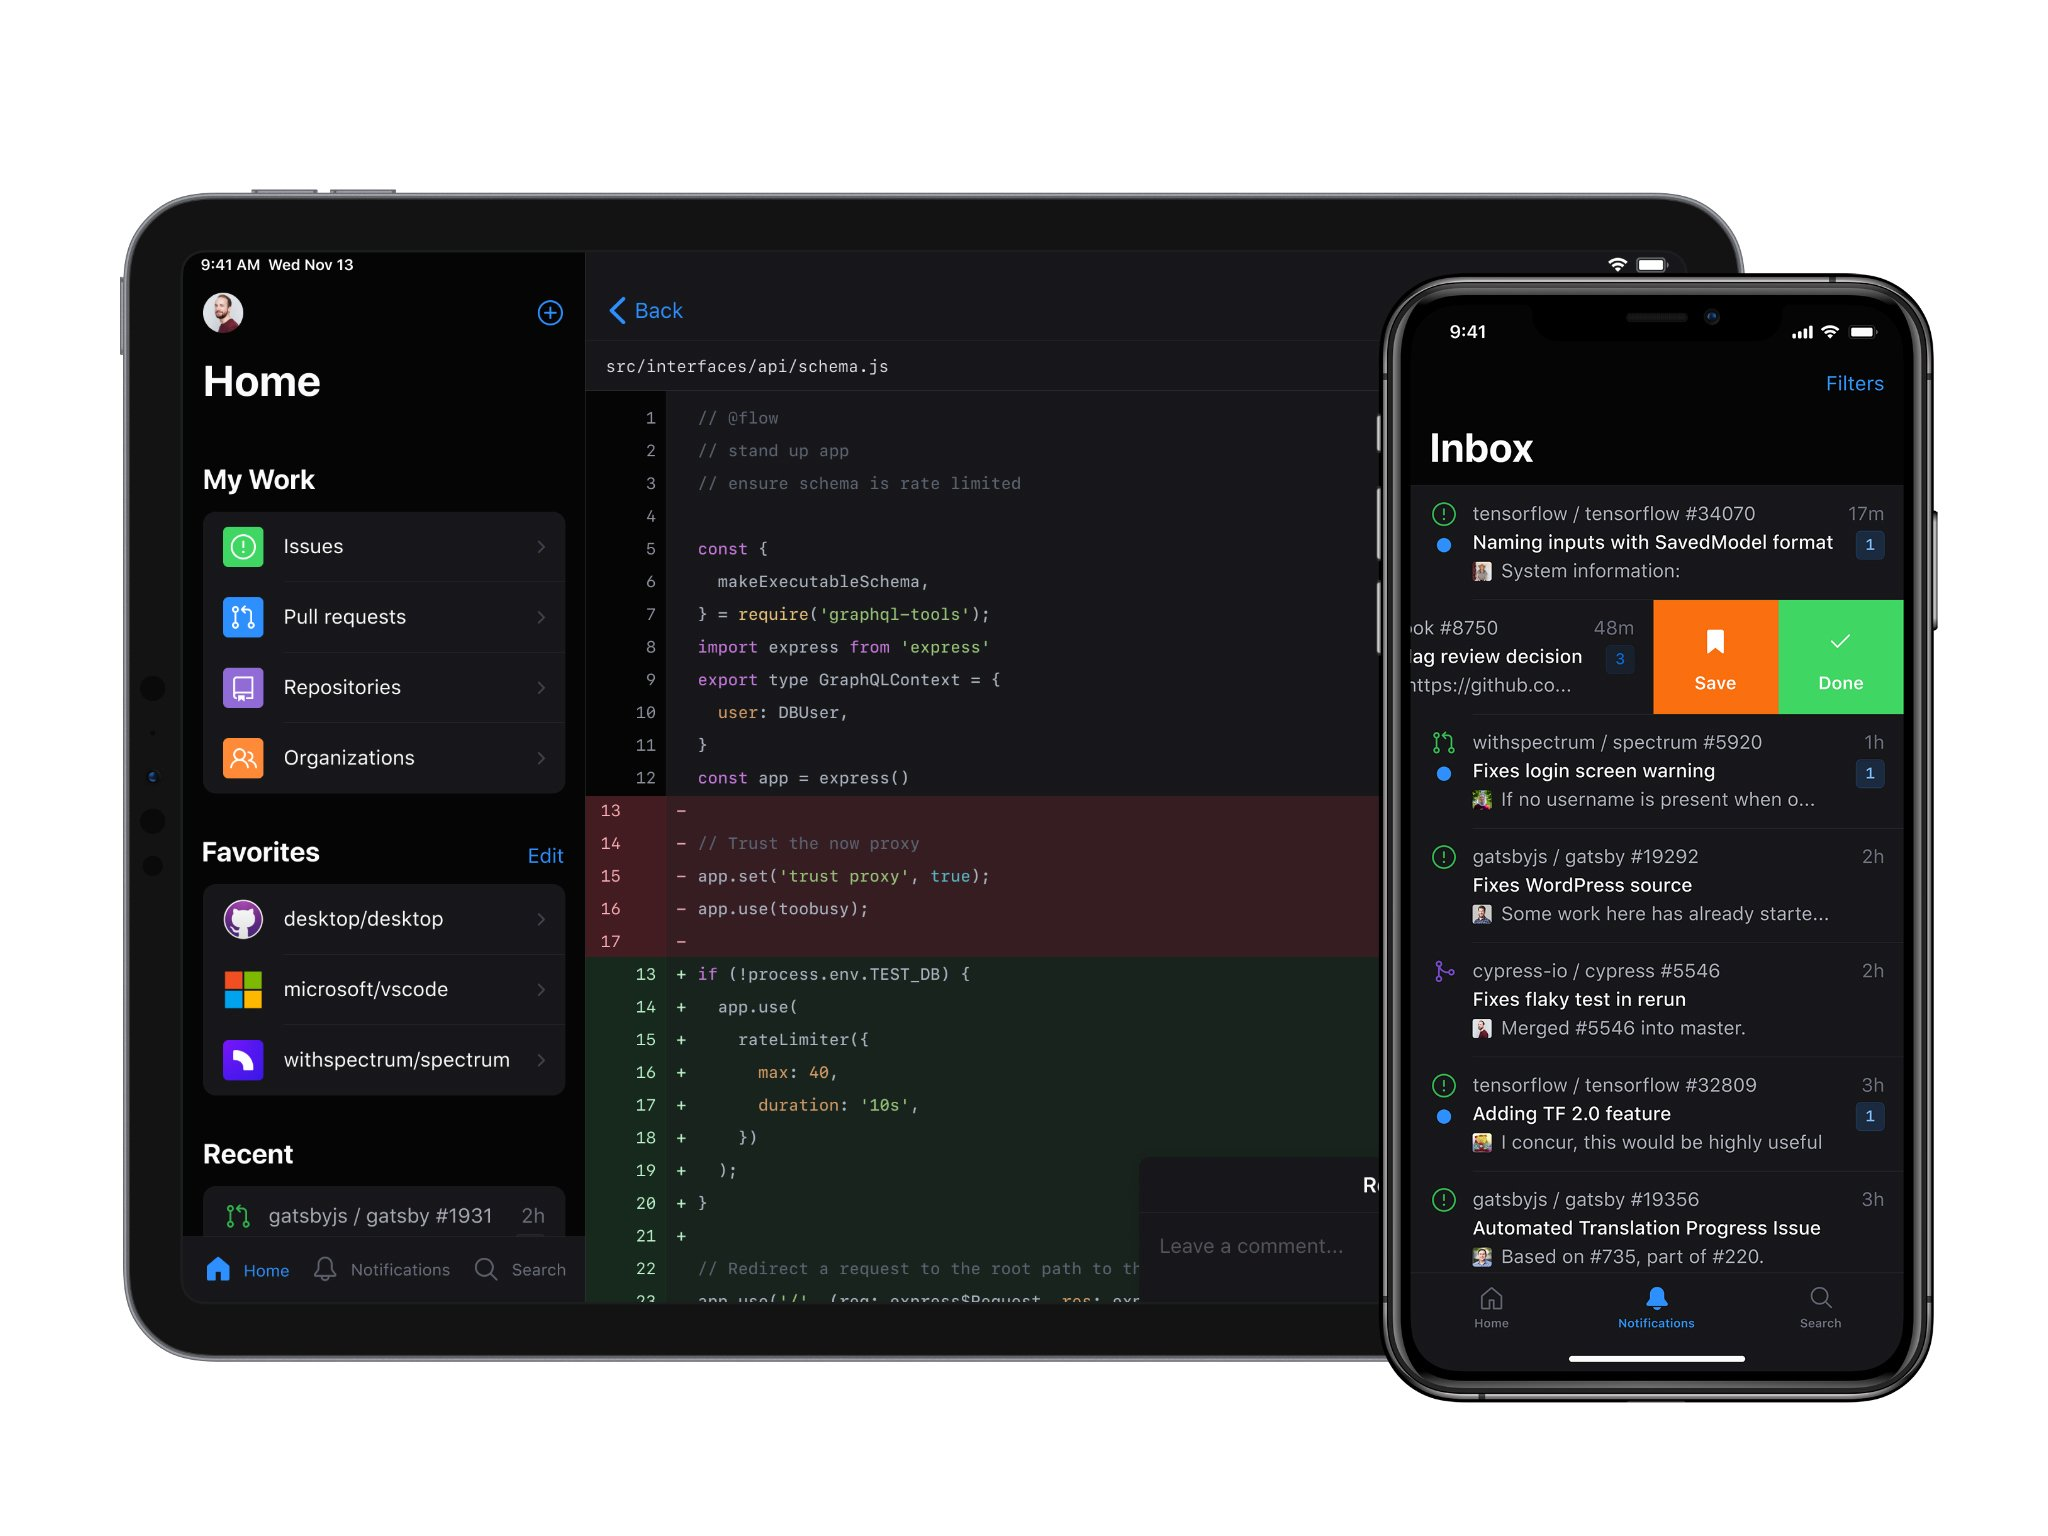 9:41 AM Wed Nov 13
Home
My Work
Issues
Pull requests
Repositories
Organizations
Favorites
Edit
desktop/desktop
microsoft/vscode
withspectrum/spectrum
Recent
gatsbyjs / gatsby #1931 2h
Home Notifications Search
Back
src/interfaces/api/schema.js
1 // @flow
2 // stand up app
3 // ensure schema is rate limited
4
5 const {
6 makeExecutableSchema,
7 } = require('graphql-tools');
8 import express from 'express'
9 export type GraphQLContext = {
10 user: DBUser,
11 }
12 const app = express()
13 −
14 − // Trust the now proxy
15 − app.set('trust proxy', true);
16 − app.use(toobusy);
17 −
13 + if (!process.env.TEST_DB) {
14 + app.use(
15 + rateLimiter({
16 + max: 40,
17 + duration: '10s',
18 + })
19 + );
20 + }
21 +
22 // Redirect a request to the root path to th
23 app.use('/' (req: express$Request res: exp
Leave a comment...
9:41
Filters
Inbox
tensorflow / tensorflow #34070 17m
Naming inputs with SavedModel format 1
System information:
ok #8750 48m
lag review decision 3
https://github.co...
Save
Done
withspectrum / spectrum #5920 1h
Fixes login screen warning 1
If no username is present when o...
gatsbyjs / gatsby #19292 2h
Fixes WordPress source
Some work here has already starte...
cypress-io / cypress #5546 2h
Fixes flaky test in rerun
Merged #5546 into master.
tensorflow / tensorflow #32809 3h
Adding TF 2.0 feature 1
I concur, this would be highly useful
gatsbyjs / gatsby #19356 3h
Automated Translation Progress Issue
Based on #735, part of #220.
Home Notifications Search